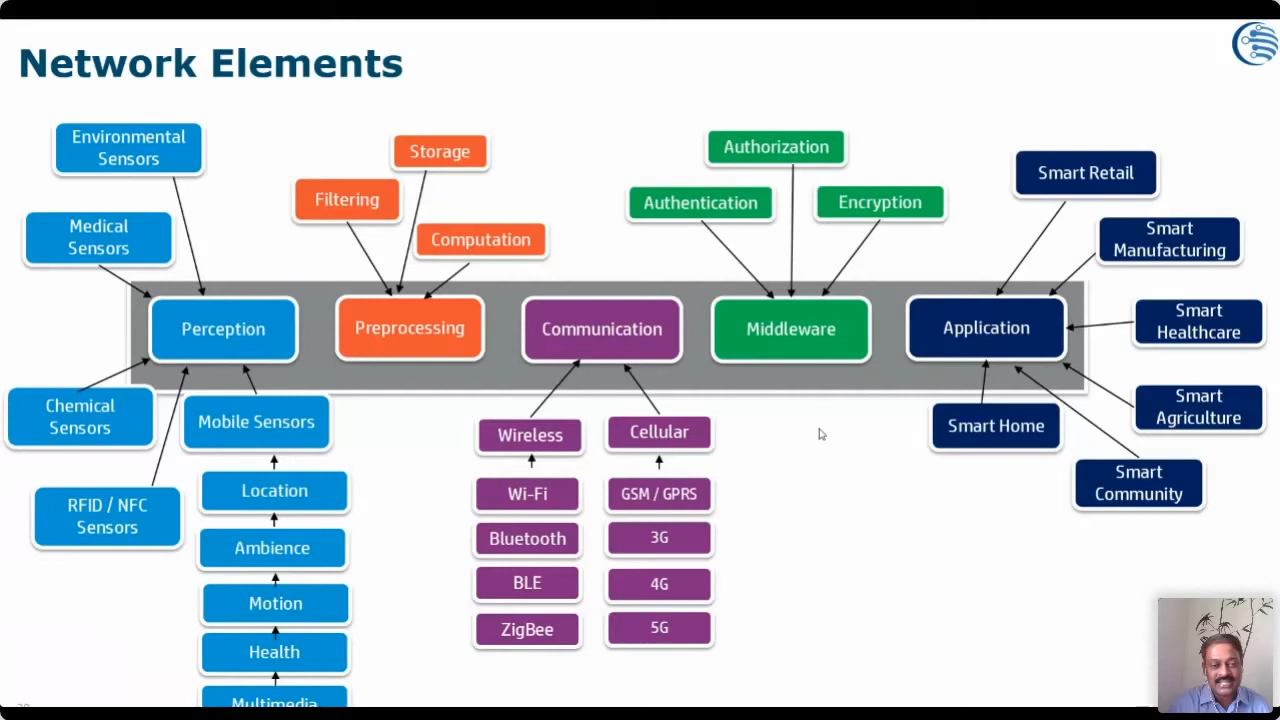 Network Elements
Environmental
Sensors
Storage
Authorization
Smart Retail
Filtering
Authentication
Encryption
Medical
Sensors
Computation
Smart
Manufacturing
Perception
Preprocessing
Communication
Middleware
Application
Smart
Healthcare
Chemical
Sensors
Mobile Sensors
Wireless
Cellular
Smart Home
Smart
Agriculture
RFID / NFC
Sensors
Location
Wi-Fi
GSM / GPRS
Smart
Community
Ambience
Bluetooth
3G
Motion
BLE
4G
Health
ZigBee
5G
Multimedia